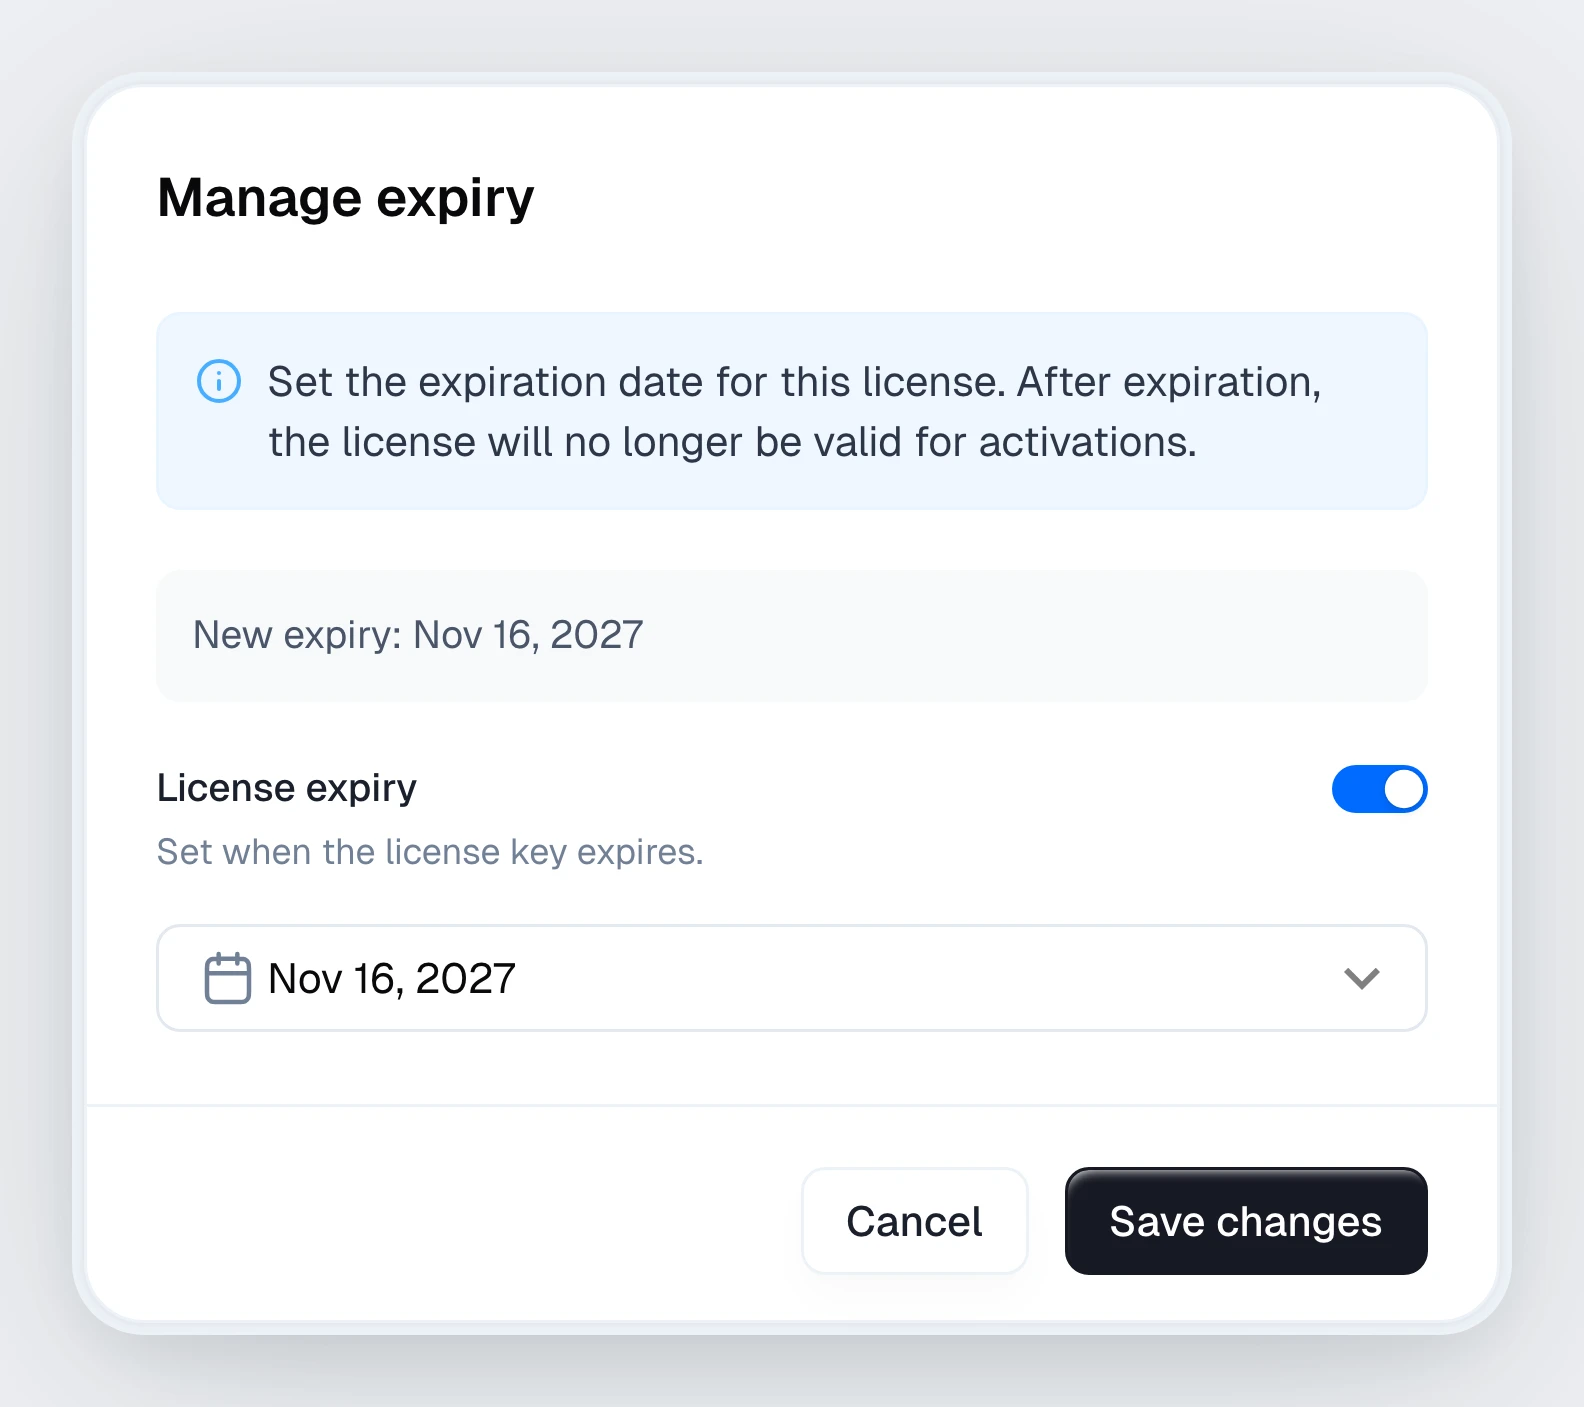 Manage expiry
Set the expiration date for this license. After expiration,
the license will no longer be valid for activations.
New expiry: Nov 16, 2027
License expiry
Set when the license key expires.
Nov 16, 2027
Cancel
Save changes